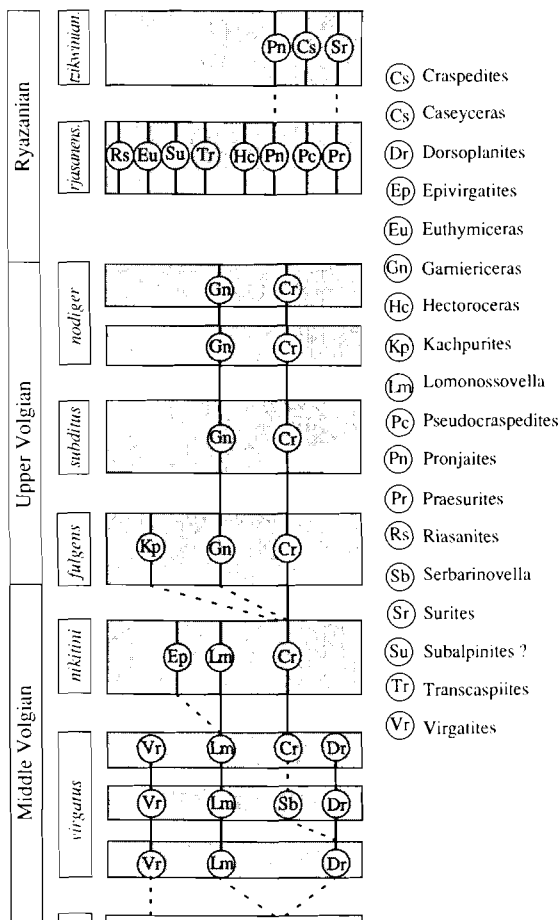 Ryazanian
Upper Volgian
Middle Volgian
tzikwinian.
rjasanens.
nodiger
subditus
fulgens
nikitini
virgatus
Pn Cs Sr
Rs Eu Su Tr Hc Pn Pc Pr
Gn Cr
Gn Cr
Gn Cr
Kp Gn Cr
Ep Lm Cr
Vr Lm Cr Dr
Vr Lm Sb Dr
Vr Lm Dr
Cs Craspedites
Cs Caseyceras
Dr Dorsoplanites
Ep Epivirgatites
Eu Euthymiceras
Gn Garniericeras
Hc Hectoroceras
Kp Kachpurites
Lm Lomonossovella
Pc Pseudocraspedites
Pn Pronjaites
Pr Praesurites
Rs Riasanites
Sb Serbarinovella
Sr Surites
Su Subalpinites ?
Tr Transcaspiites
Vr Virgatites